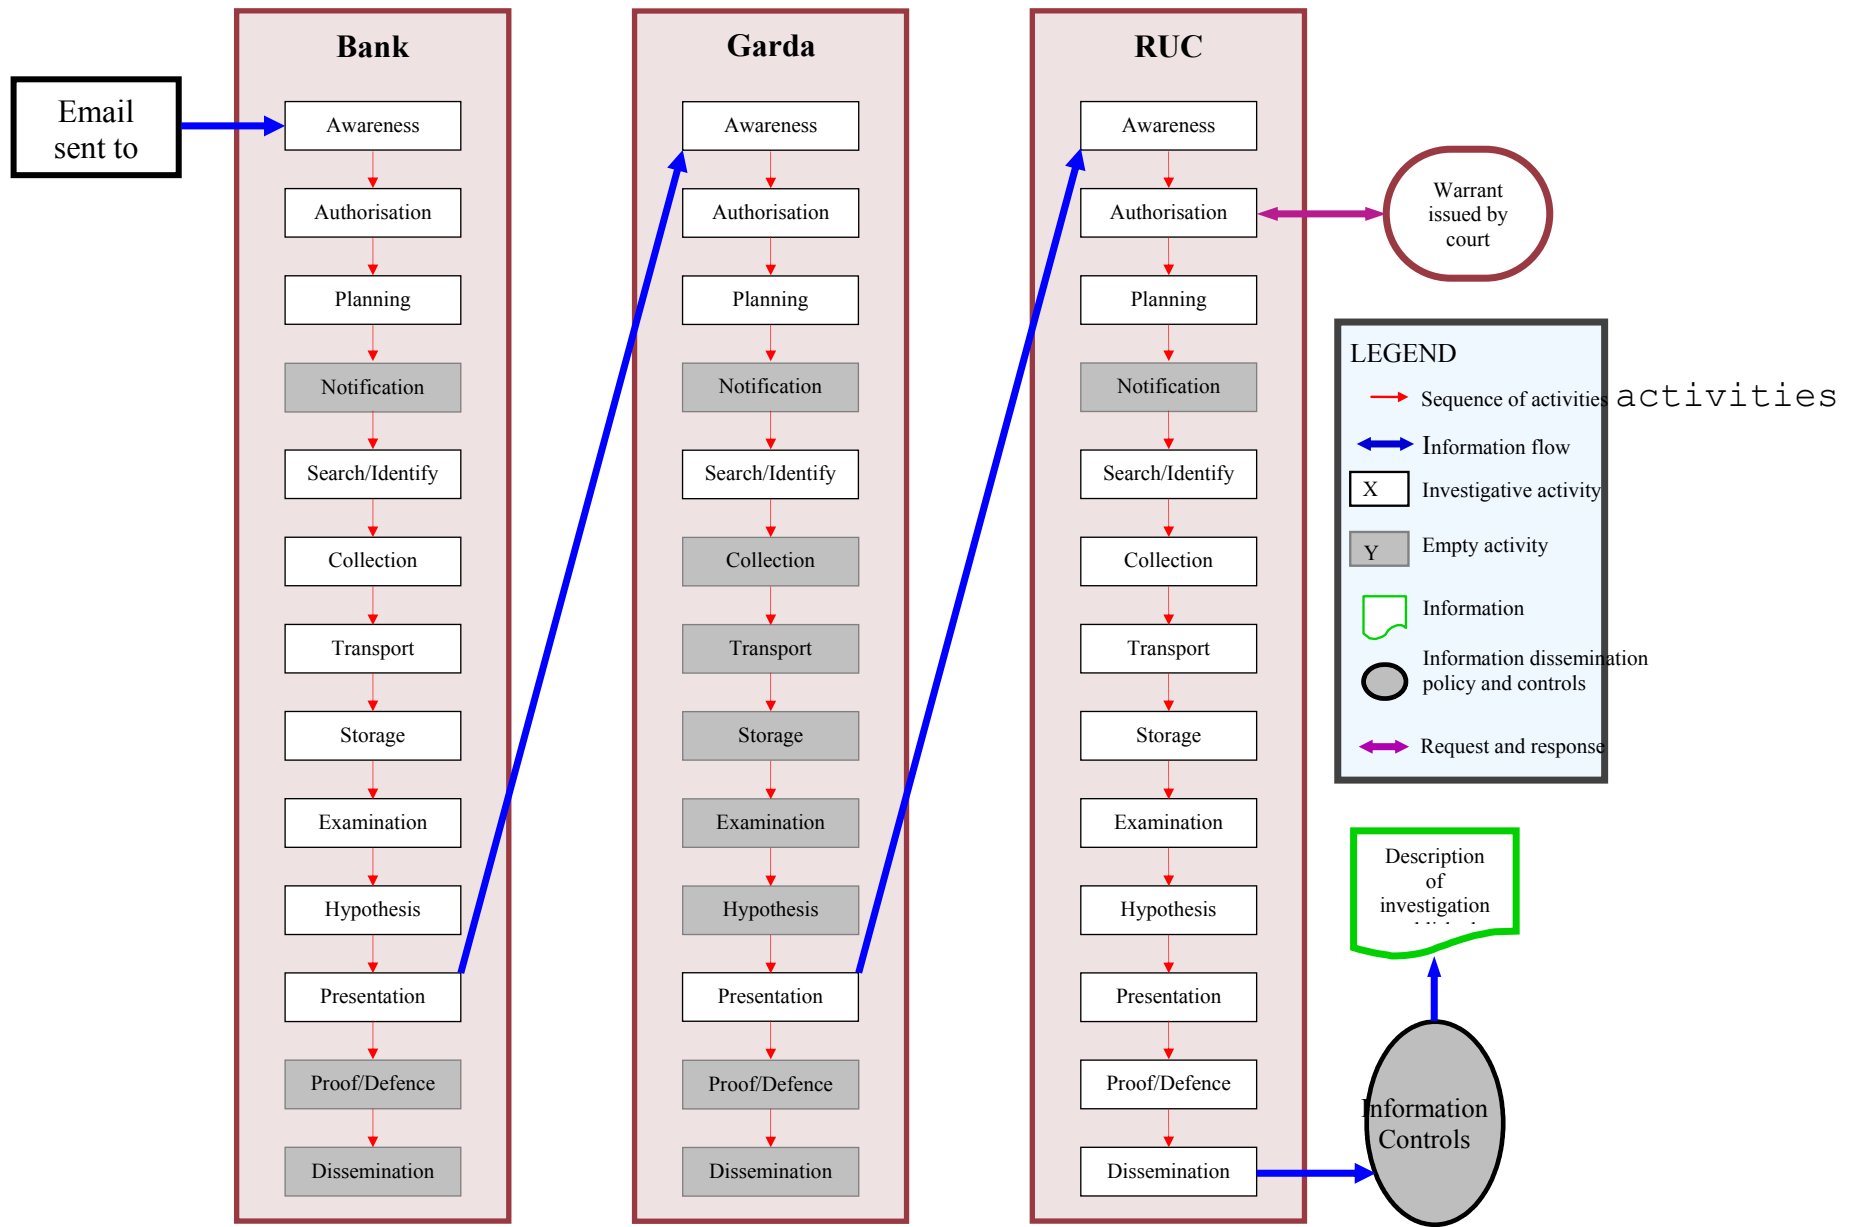 Email
sent to
Bank
Awareness
Authorisation
Planning
Notification
Search/Identify
Collection
Transport
Storage
Examination
Hypothesis
Presentation
Proof/Defence
Dissemination
Garda
Awareness
Authorisation
Planning
Notification
Search/Identify
Collection
Transport
Storage
Examination
Hypothesis
Presentation
Proof/Defence
Dissemination
RUC
Awareness
Authorisation
Planning
Notification
Search/Identify
Collection
Transport
Storage
Examination
Hypothesis
Presentation
Proof/Defence
Dissemination
Warrant
issued by
court
LEGEND
Sequence of activities activities
Information flow
X Investigative activity
Y Empty activity
Information
Information dissemination
policy and controls
Request and response
Description
of
investigation
Information
Controls